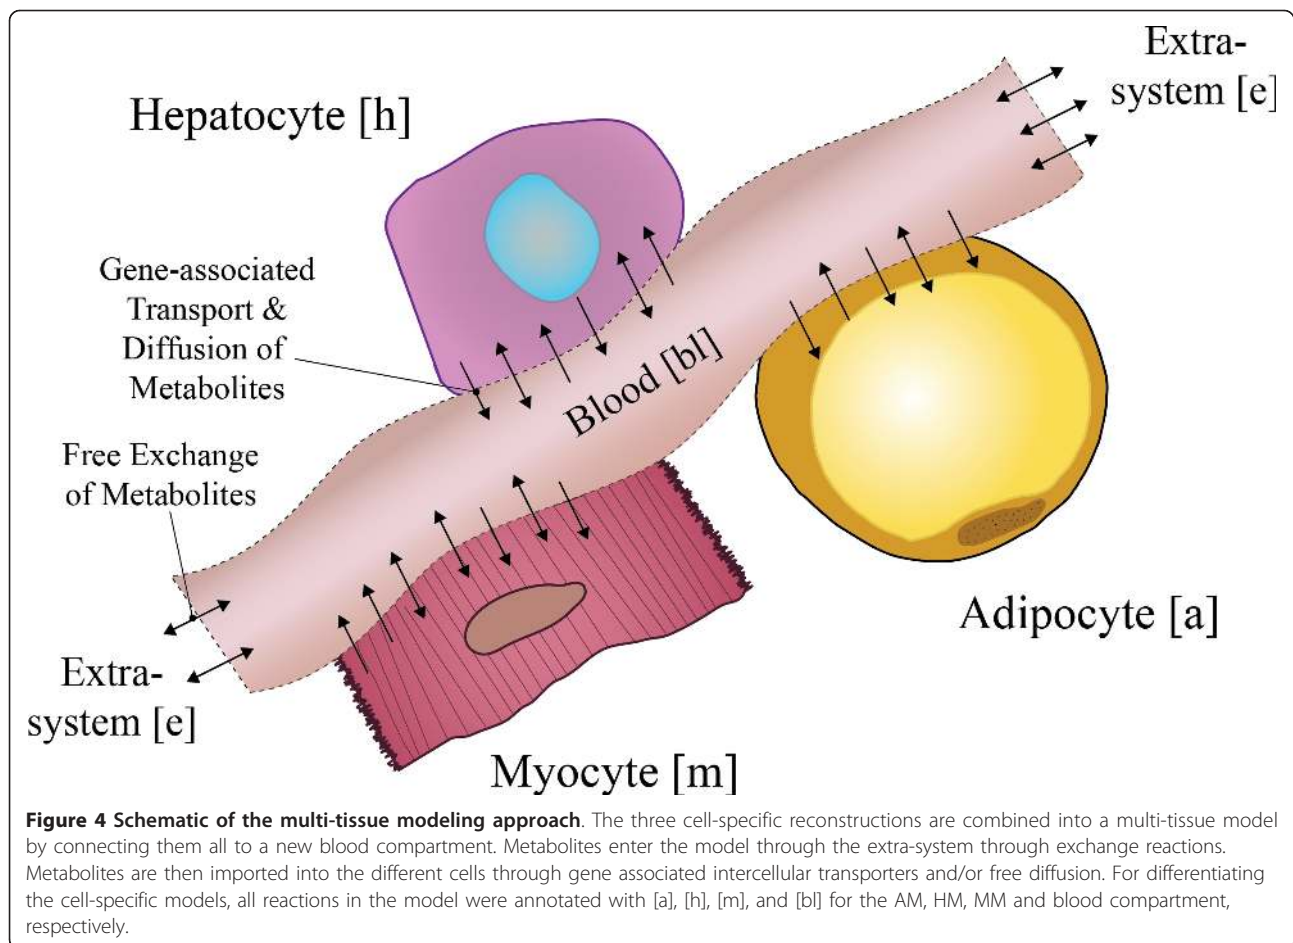 Extra-
system [e]
Hepatocyte [h]
Gene-associated
Transport &
Diffusion of
Metabolites
Blood [bl]
Free Exchange
of Metabolites
Adipocyte [a]
Extra-
system [e]
Myocyte [m]
Figure 4 Schematic of the multi-tissue modeling approach. The three cell-specific reconstructions are combined into a multi-tissue model
by connecting them all to a new blood compartment. Metabolites enter the model through the extra-system through exchange reactions.
Metabolites are then imported into the different cells through gene associated intercellular transporters and/or free diffusion. For differentiating
the cell-specific models, all reactions in the model were annotated with [a], [h], [m], and [bl] for the AM, HM, MM and blood compartment,
respectively.